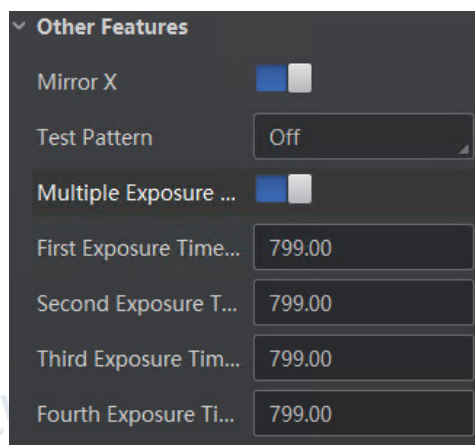 Other Features
Mirror X
Test Pattern Off
Multiple Exposure ...
First Exposure Time... 799.00
Second Exposure T... 799.00
Third Exposure Tim... 799.00
Fourth Exposure Ti... 799.00